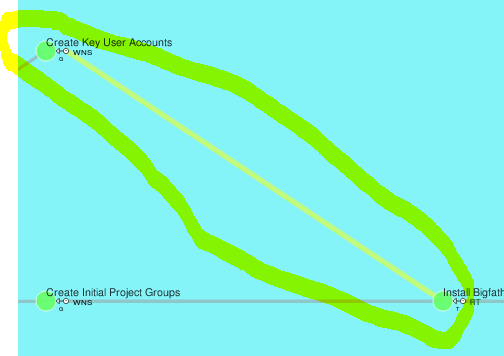 Create Key User Accounts
WNS
G
Create Initial Project Groups
WNS
G
Install Bigfath
RT
T